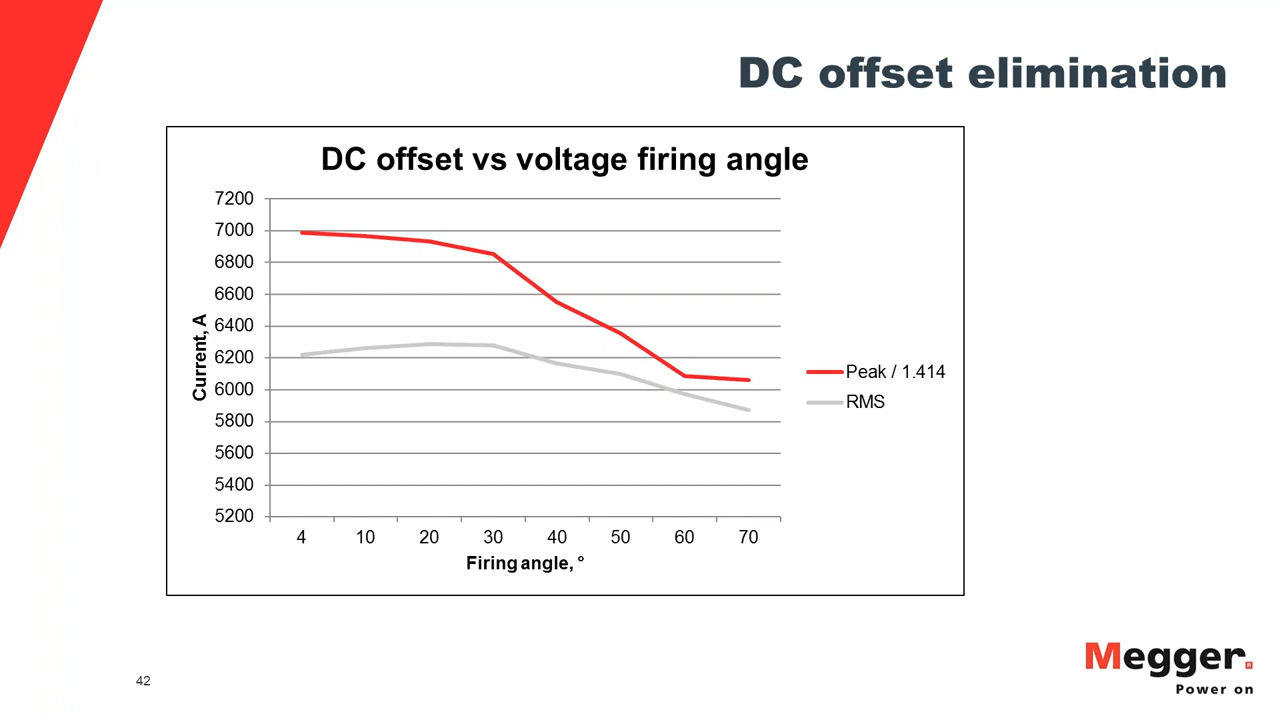 DC offset elimination
DC offset vs voltage firing angle
7200
7000
6800
6600
6400
6200
6000
5800
5600
5400
5200
Current, A
4 10 20 30 40 50 60 70
Firing angle, °
Peak / 1.414
RMS
42
Megger
Power on